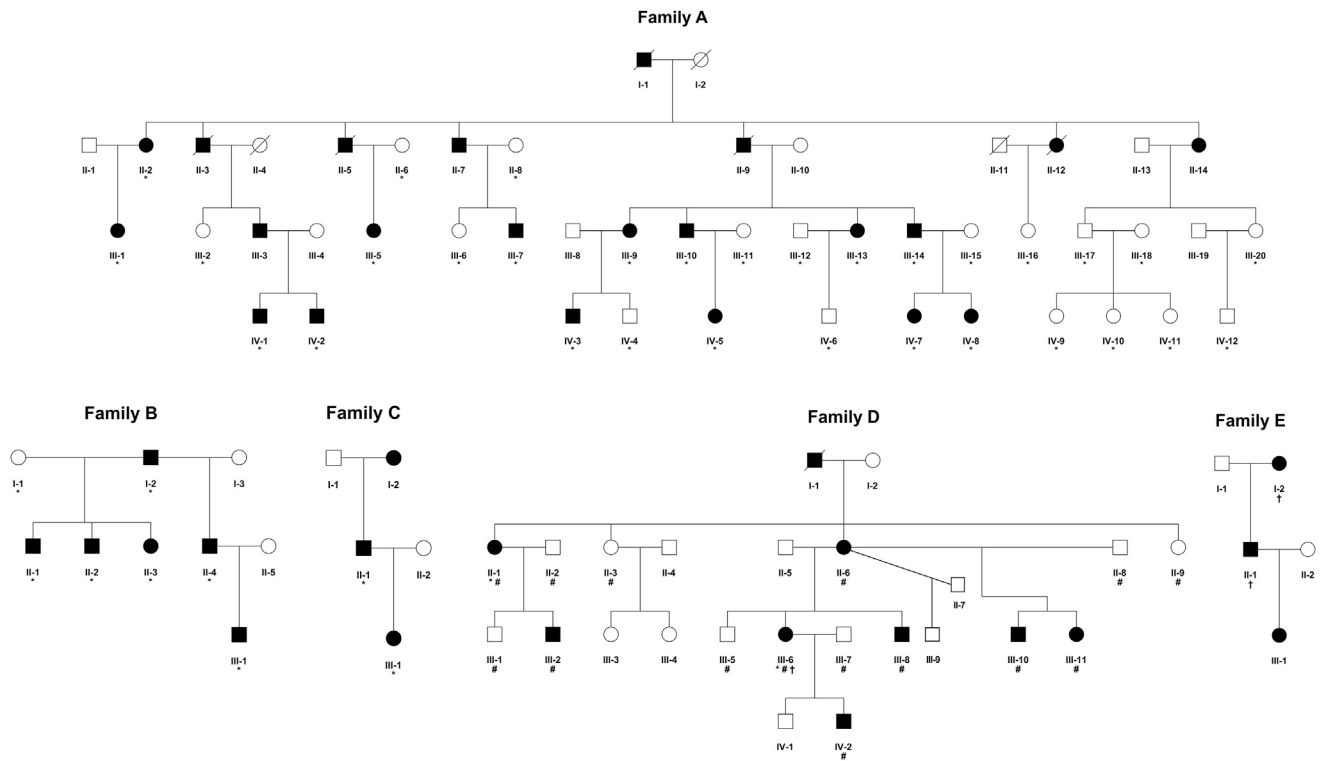 Family A
I-1 I-2
II-1 II-2 II-3 II-4 II-5 II-6 II-7 II-8 II-9 II-10 II-11 II-12 II-13 II-14
* * *
III-1 III-2 III-3 III-4 III-5 III-6 III-7 III-8 III-9 III-10 III-11 III-12 III-13 III-14 III-15 III-16 III-17 III-18 III-19 III-20
* * * * * * * * * * * * * * * *
IV-1 IV-2 IV-3 IV-4 IV-5 IV-6 IV-7 IV-8 IV-9 IV-10 IV-11 IV-12
* * * * * * * * * * * *
Family B
I-1 I-2 I-3
* *
II-1 II-2 II-3 II-4 II-5
* * * *
III-1
*
Family C
I-1 I-2
II-1 II-2
*
III-1
*
Family D
I-1 I-2
II-1 II-2 II-3 II-4 II-5 II-6 II-8 II-9
* # # # # # #
II-7
III-1 III-2 III-3 III-4 III-5 III-6 III-7 III-8 III-9 III-10 III-11
# # # * # † # # # #
IV-1 IV-2
#
Family E
I-1 I-2
†
II-1 II-2
†
III-1